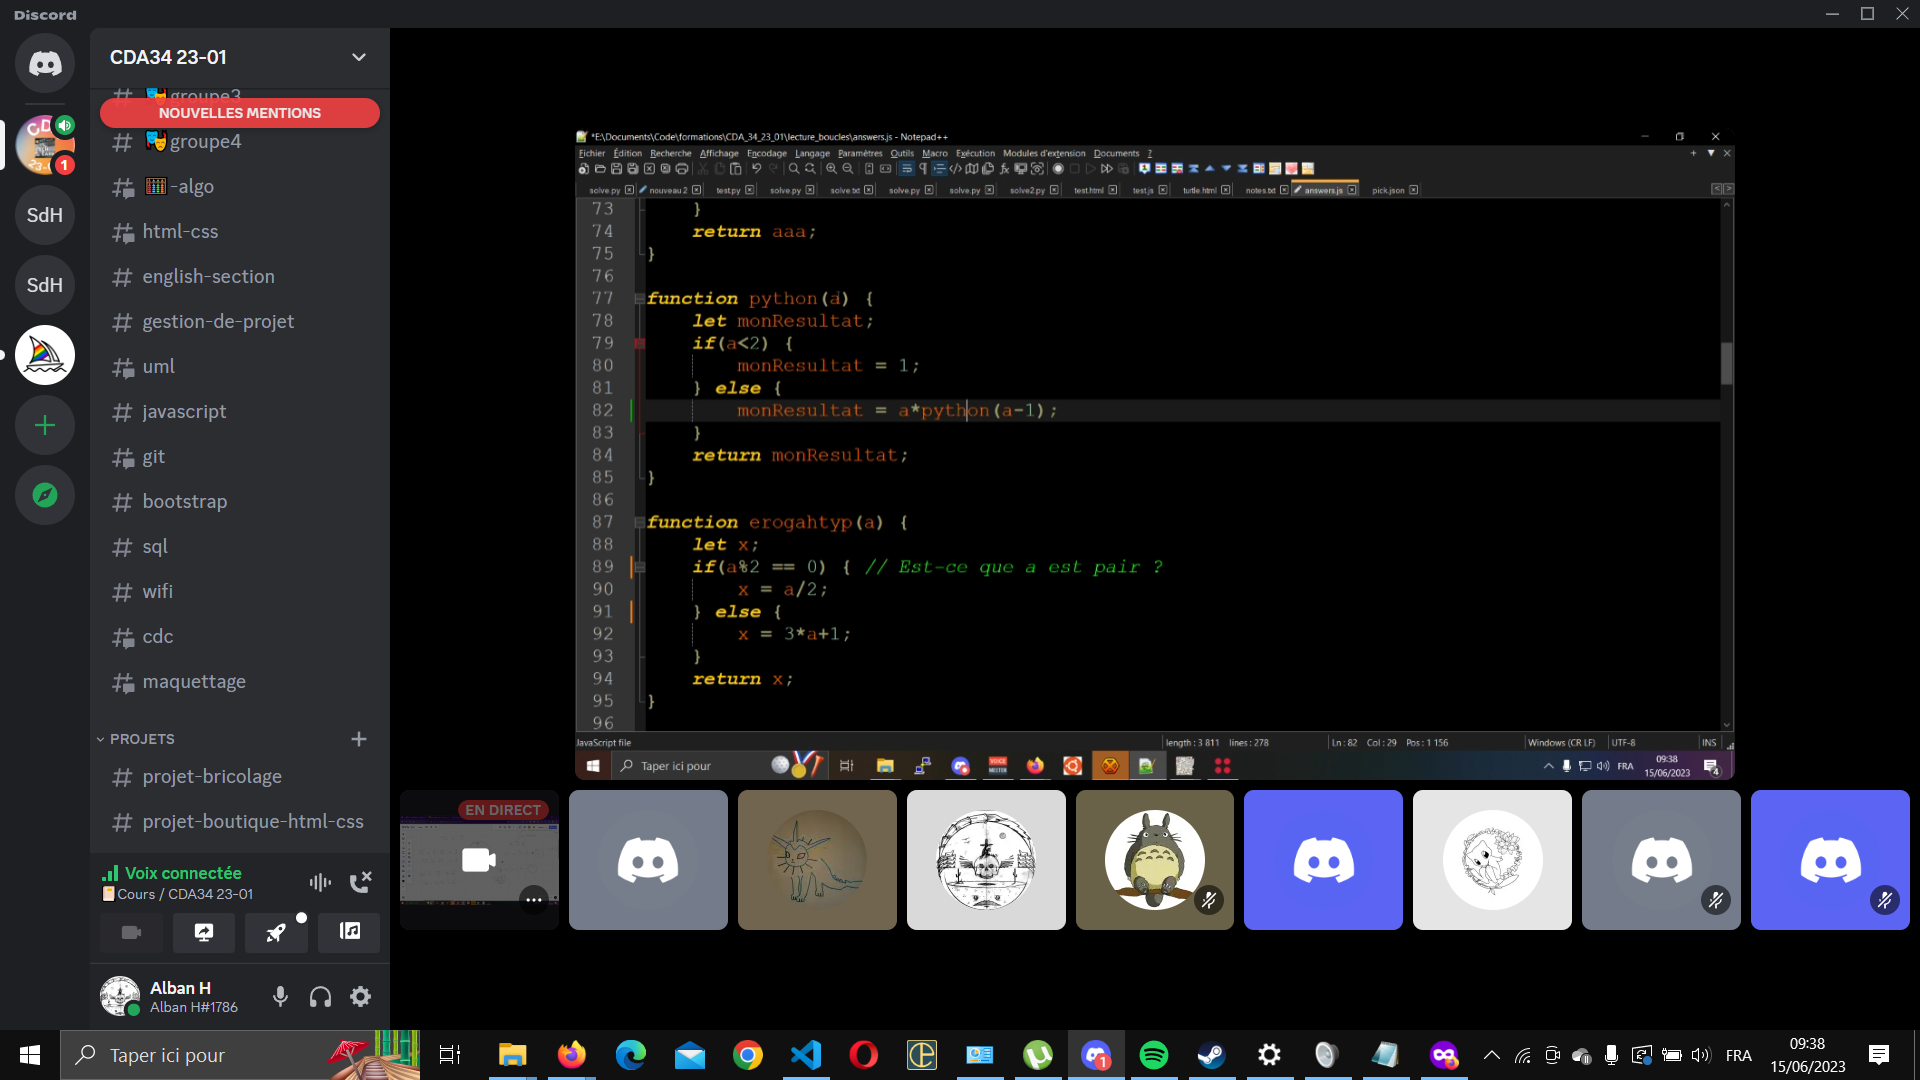 Discord
CDA34 23-01
groupe3
NOUVELLES MENTIONS
groupe4
-algo
html-css
english-section
gestion-de-projet
uml
javascript
git
bootstrap
sql
wifi
cdc
maquettage
PROJETS
projet-bricolage
projet-boutique-html-css
Voix connectée
Cours / CDA34 23-01
Alban H
Alban H#1786
1
SdH
SdH
*E:\Documents\Code\formations\CDA_34_23_01\lecture_boucles\answers.js - Notepad++
Fichier Édition Recherche Affichage Encodage Langage Paramètres Outils Macro Exécution Modules d'extension Documents ?
solve.py nouveau 2 test.py solve.py solve.txt solve.py solve.py solve2.py test.html test.js turtle.html notes.txt answers.js pick.json
73 }
74 return aaa;
75 }
76
77 function python(a) {
78 let monResultat;
79 if(a<2) {
80 monResultat = 1;
81 } else {
82 monResultat = a*python(a-1);
83 }
84 return monResultat;
85 }
86
87 function erogahtyp(a) {
88 let x;
89 if(a%2 == 0) { // Est-ce que a est pair ?
90 x = a/2;
91 } else {
92 x = 3*a+1;
93 }
94 return x;
95 }
96
JavaScript file length : 3 811 lines : 278 Ln : 82 Col : 29 Pos : 1 156 Windows (CR LF) UTF-8 INS
Taper ici pour FRA 09:38
15/06/2023
4
EN DIRECT
Taper ici pour
1
FRA
09:38
15/06/2023